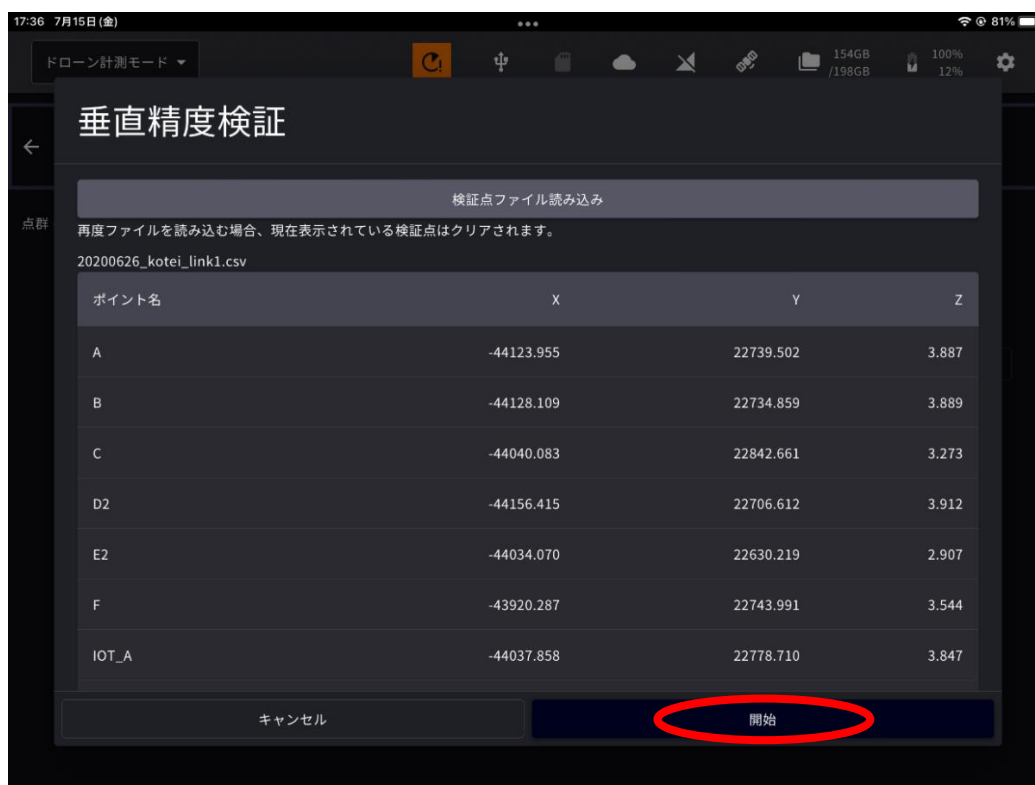 17:36 7月15日(金) 81%
ドローン計測モード 154GB /198GB 100% 12%
垂直精度検証
検証点ファイル読み込み
点群
再度ファイルを読み込む場合、現在表示されている検証点はクリアされます。
20200626_kotei_link1.csv
ポイント名 X Y Z
A -44123.955 22739.502 3.887
B -44128.109 22734.859 3.889
C -44040.083 22842.661 3.273
D2 -44156.415 22706.612 3.912
E2 -44034.070 22630.219 2.907
F -43920.287 22743.991 3.544
IOT_A -44037.858 22778.710 3.847
キャンセル 開始